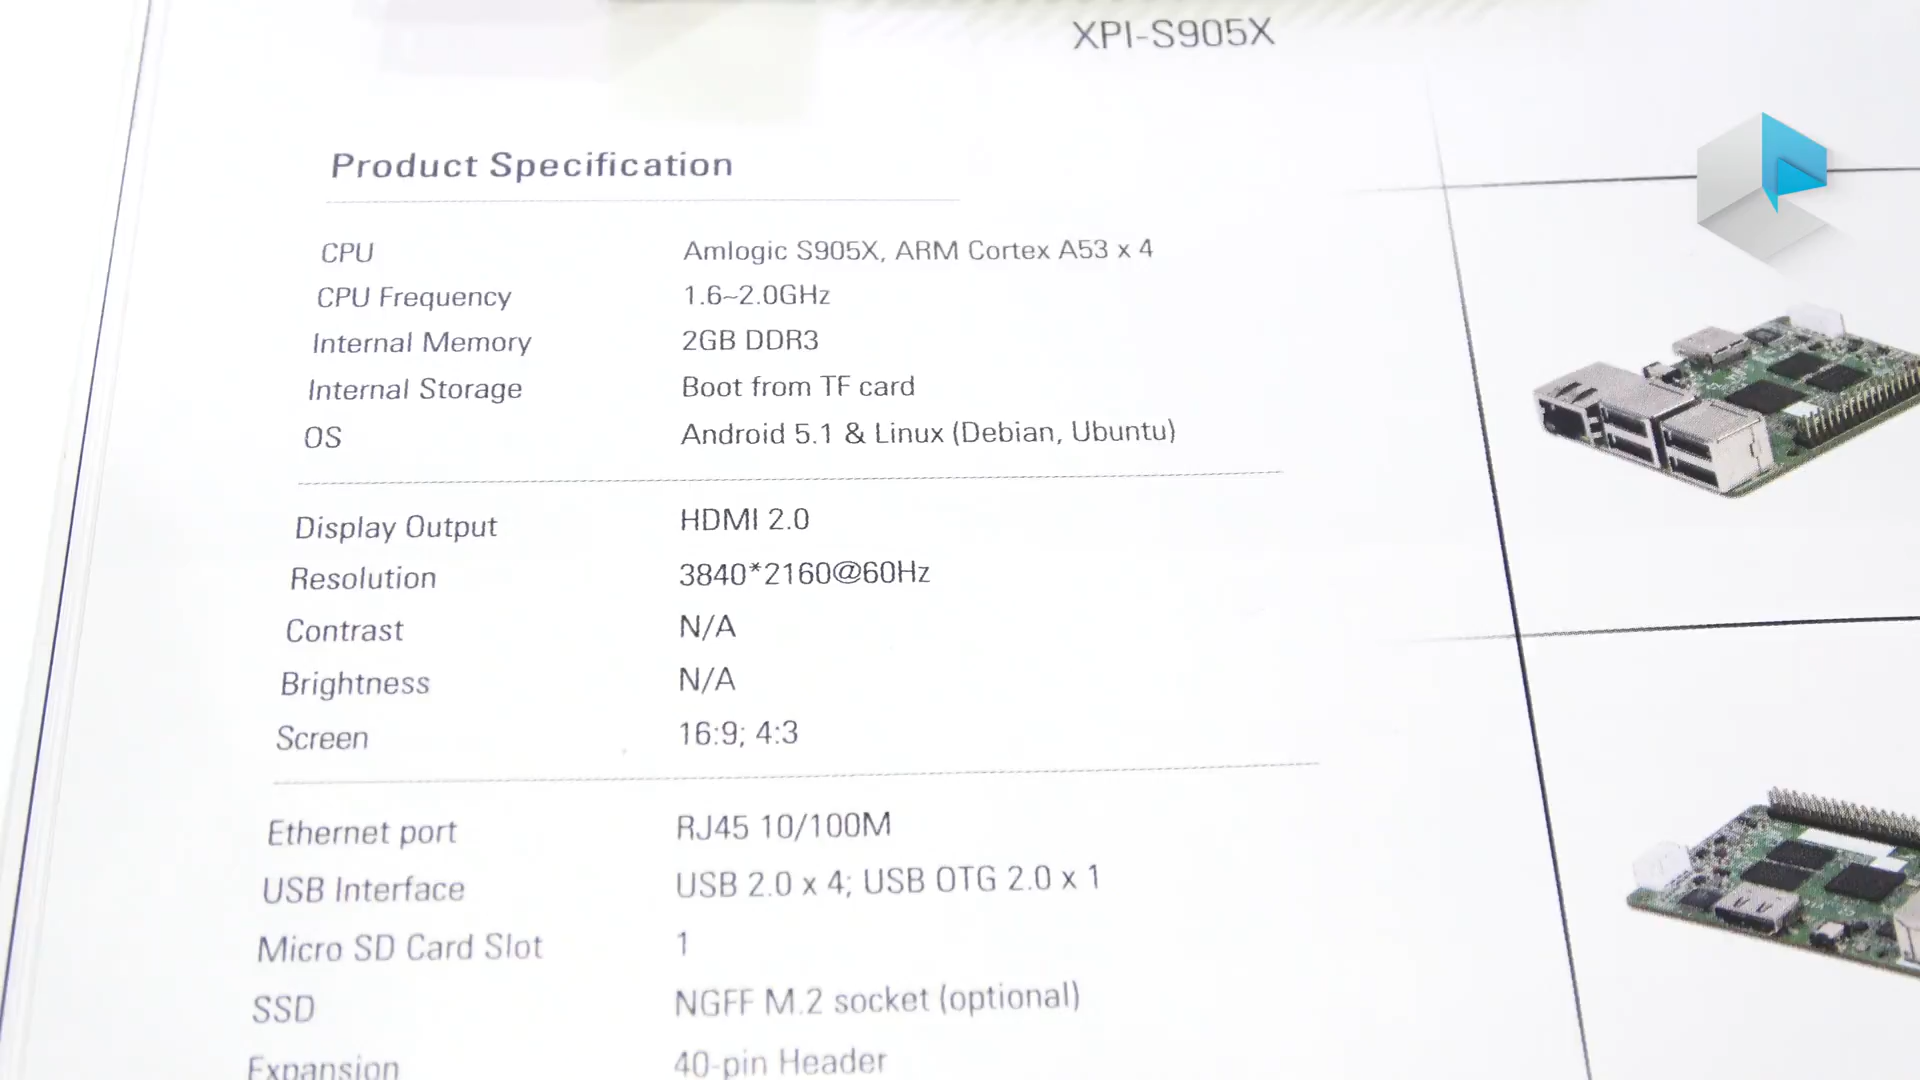 XPI-S905X
Product Specification
CPU Amlogic S905X, ARM Cortex A53 x 4
CPU Frequency 1.6~2.0GHz
Internal Memory 2GB DDR3
Internal Storage Boot from TF card
OS Android 5.1 & Linux (Debian, Ubuntu)
Display Output HDMI 2.0
Resolution 3840*2160@60Hz
Contrast N/A
Brightness N/A
Screen 16:9; 4:3
Ethernet port RJ45 10/100M
USB Interface USB 2.0 x 4; USB OTG 2.0 x 1
Micro SD Card Slot 1
SSD NGFF M.2 socket (optional)
Expansion 40-pin Header